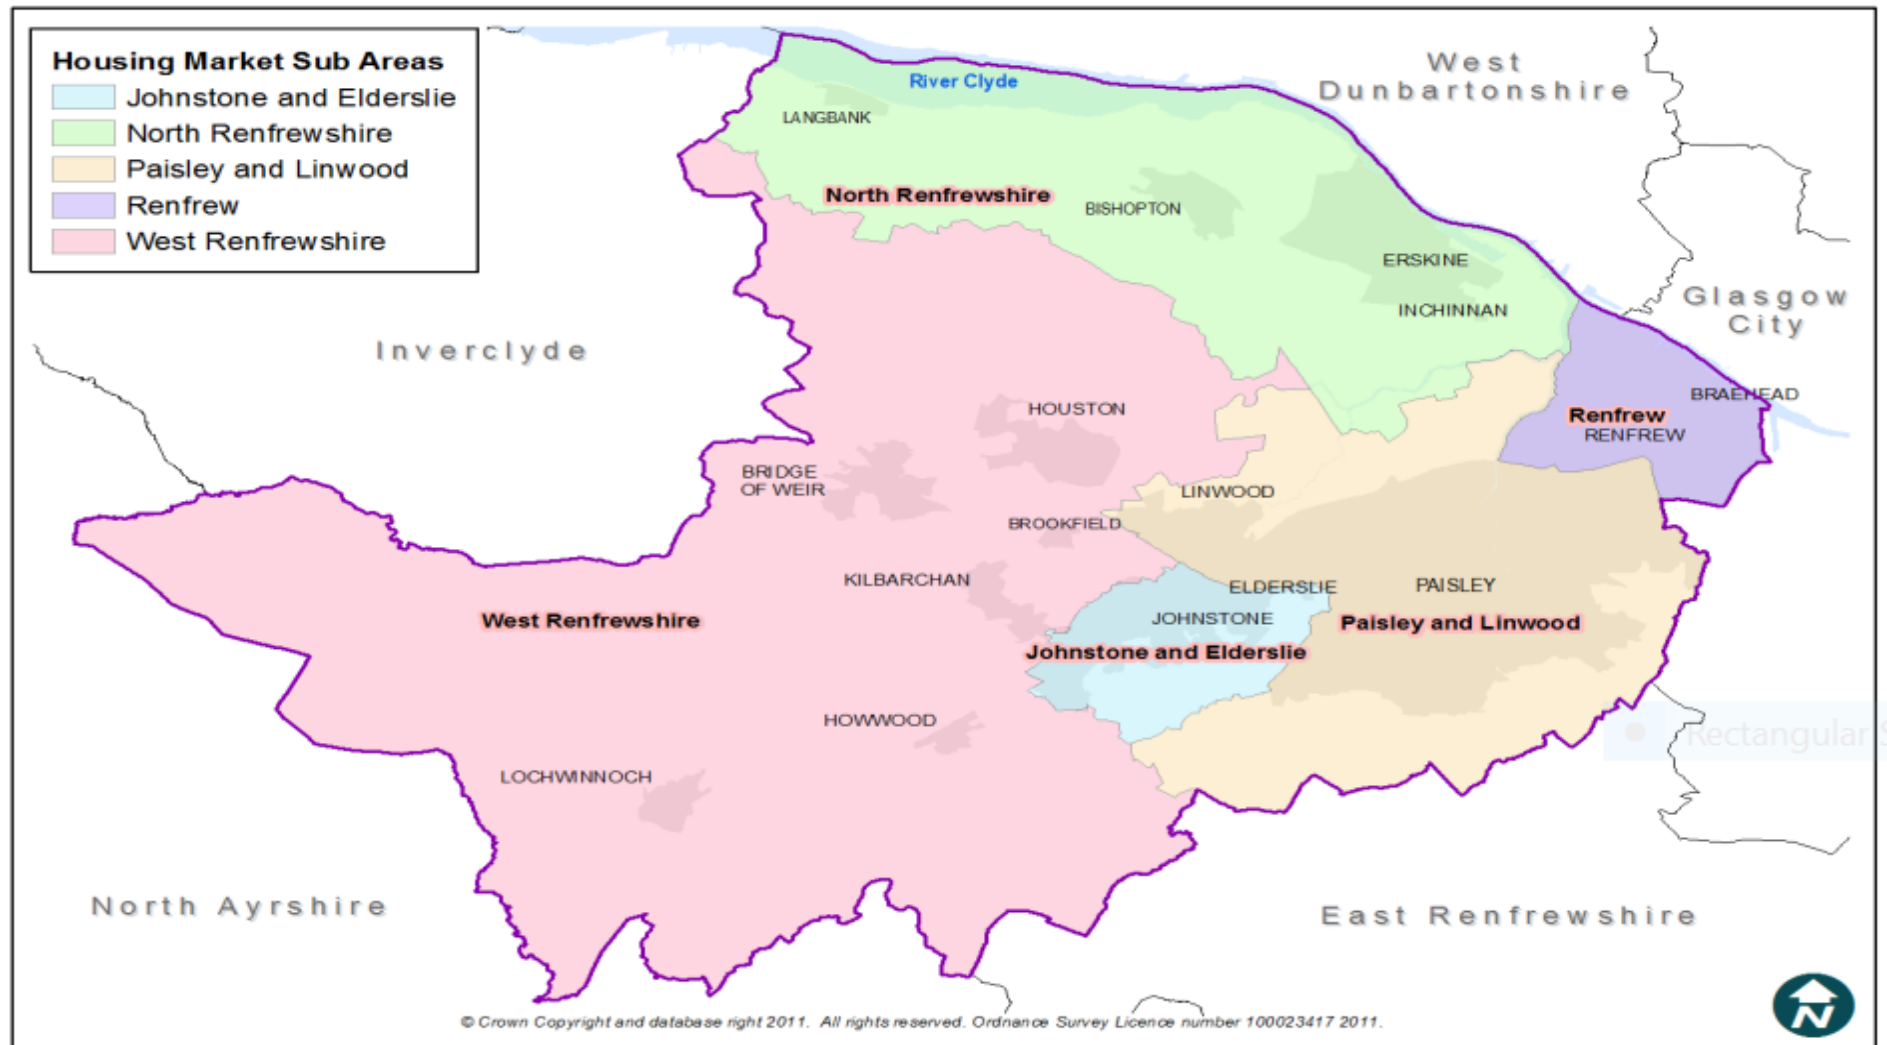 Housing Market Sub Areas
Johnstone and Elderslie
North Renfrewshire
Paisley and Linwood
Renfrew
West Renfrewshire
West
Dunbartonshire
River Clyde
LANGBANK
North Renfrewshire
BISHOPTON
ERSKINE
INCHINNAN
Glasgow
City
Inverclyde
BRAEHEAD
HOUSTON
Renfrew
RENFREW
BRIDGE
OF WEIR
LINWOOD
BROOKFIELD
KILBARCHAN
ELDERSLIE
PAISLEY
West Renfrewshire
JOHNSTONE
Paisley and Linwood
Johnstone and Elderslie
HOWWOOD
Rectangular S
LOCHWINNOCH
North Ayrshire
East Renfrewshire
© Crown Copyright and database right 2011. All rights reserved. Ordnance Survey Licence number 100023417 2011.
N